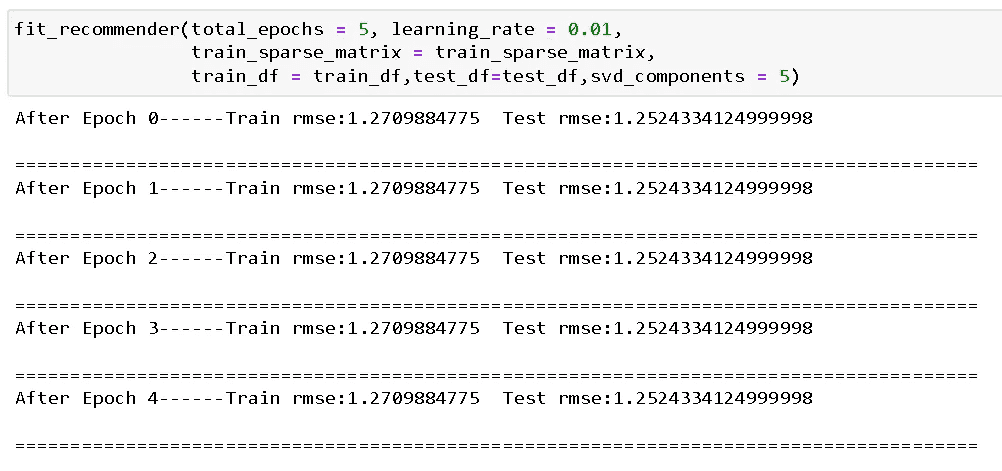 fit_recommender(total_epochs = 5, learning_rate = 0.01,
train_sparse_matrix = train_sparse_matrix,
train_df = train_df,test_df=test_df,svd_components = 5)
After Epoch 0------Train rmse:1.2709884775  Test rmse:1.2524334124999998
========================================================================================
After Epoch 1------Train rmse:1.2709884775  Test rmse:1.2524334124999998
========================================================================================
After Epoch 2------Train rmse:1.2709884775  Test rmse:1.2524334124999998
========================================================================================
After Epoch 3------Train rmse:1.2709884775  Test rmse:1.2524334124999998
========================================================================================
After Epoch 4------Train rmse:1.2709884775  Test rmse:1.2524334124999998
========================================================================================